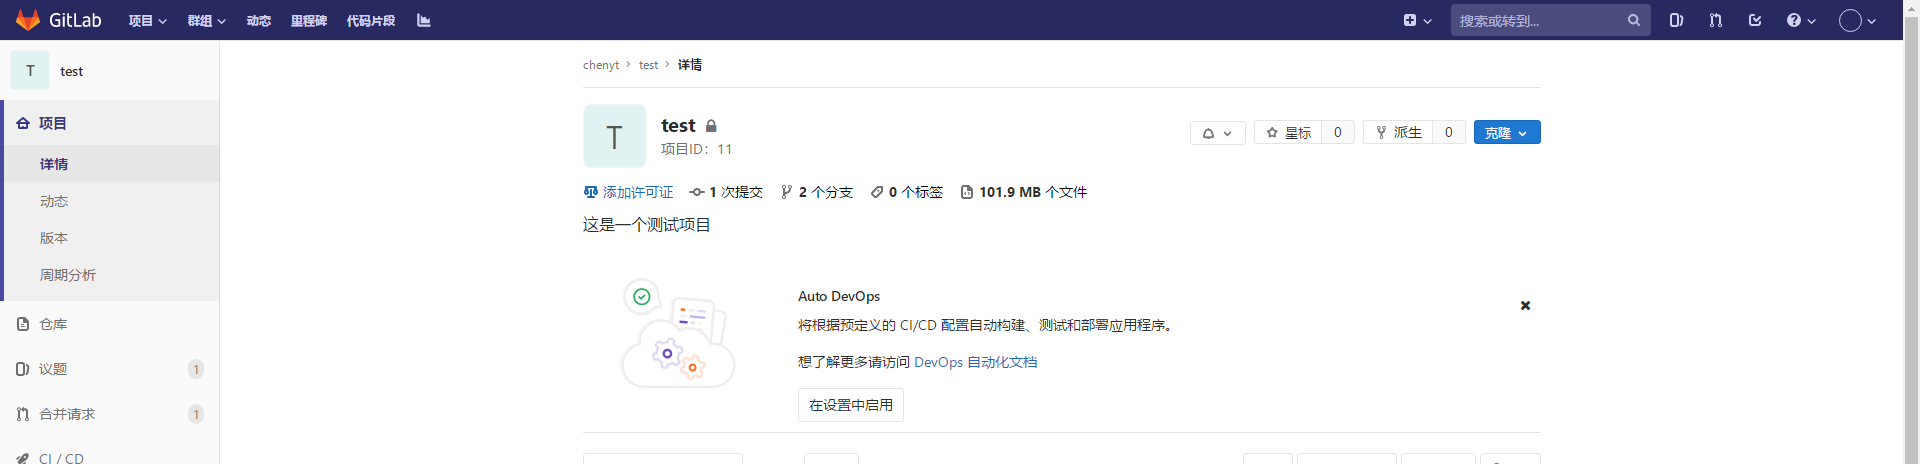 GitLab 项目 群组 动态 里程碑 代码片段 搜索或转到...
T test
项目
详情
动态
版本
周期分析
仓库
议题 1
合并请求 1
CI / CD
chenyt > test > 详情
T
test
项目ID: 11
星标 0 派生 0 克隆
添加许可证 1 次提交 2 个分支 0 个标签 101.9 MB 个文件
这是一个测试项目
Auto DevOps
将根据预定义的 CI/CD 配置自动构建、测试和部署应用程序。
想了解更多请访问 DevOps 自动化文档
在设置中启用